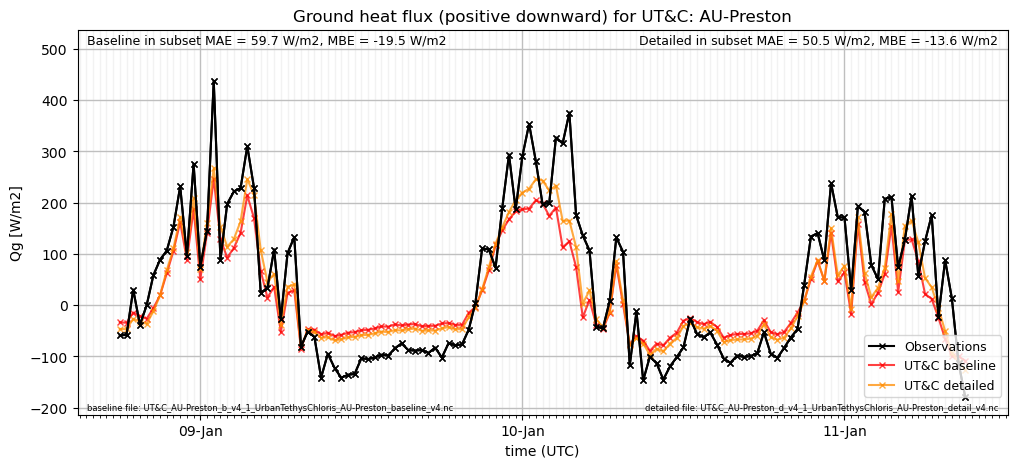 Ground heat flux (positive downward) for UT&C: AU-Preston
Baseline in subset MAE = 59.7 W/m2, MBE = -19.5 W/m2
Detailed in subset MAE = 50.5 W/m2, MBE = -13.6 W/m2
500
400
300
200
100
0
−100
−200
Qg [W/m2]
Observations
UT&C baseline
UT&C detailed
baseline file: UT&C_AU-Preston_b_v4_1_UrbanTethysChloris_AU-Preston_baseline_v4.nc
detailed file: UT&C_AU-Preston_d_v4_1_UrbanTethysChloris_AU-Preston_detail_v4.nc
09-Jan
10-Jan
11-Jan
time (UTC)